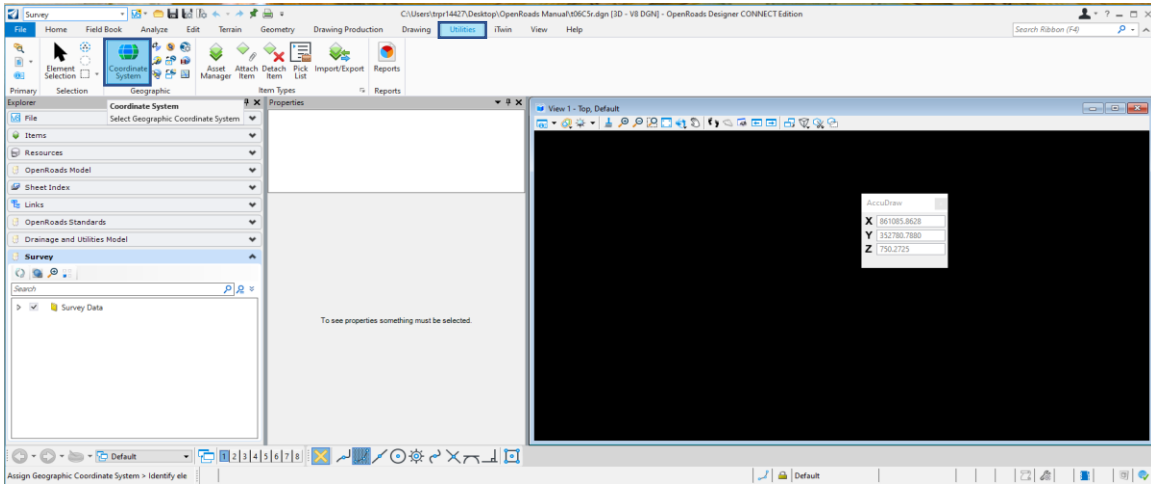 Survey
C:\Users\trpr14427\Desktop\OpenRoads Manual\t06C5r.dgn [3D - V8 DGN] - OpenRoads Designer CONNECT Edition
File Home Field Book Analyze Edit Terrain Geometry Drawing Production Drawing Utilities iTwin View Help
Search Ribbon (F4)
Element Selection
Coordinate System
Asset Manager
Attach Item
Detach Item
Pick List
Import/Export
Reports
Primary Selection Geographic Item Types Reports
Explorer
Coordinate System
Select Geographic Coordinate System
Properties
View 1 - Top, Default
File
Items
Resources
OpenRoads Model
Sheet Index
Links
OpenRoads Standards
Drainage and Utilities Model
Survey
Search
Survey Data
To see properties something must be selected.
AccuDraw
X 861085.8628
Y 352780.7880
Z 750.2725
Default
1 2 3 4 5 6 7 8
Assign Geographic Coordinate System > Identify ele
Default